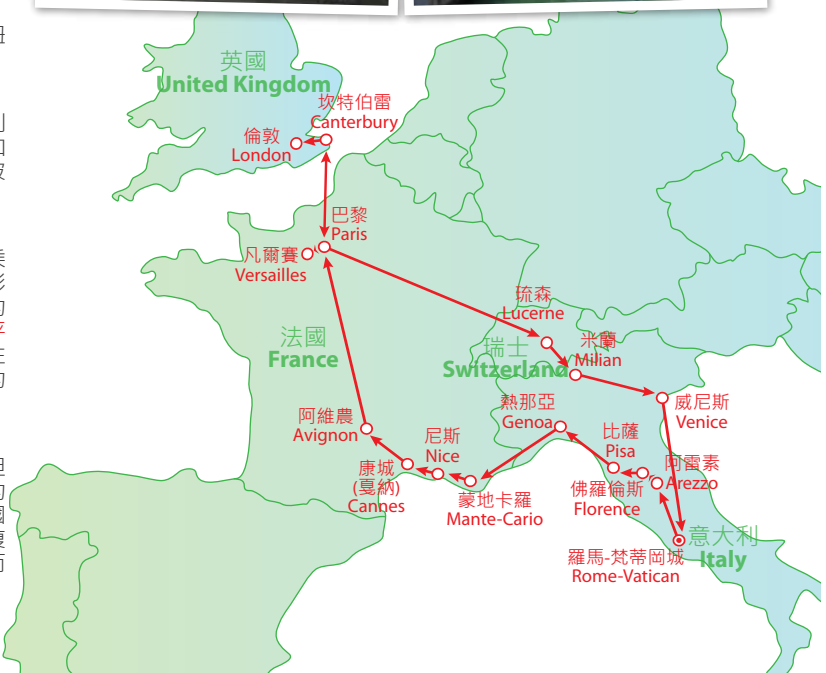 英國
United Kingdom
坎特伯雷
Canterbury
倫敦
London
巴黎
Paris
凡爾賽
Versailles
琉森
Lucerne
法國
France
瑞士
Switzerland
米蘭
Milian
熱那亞
Genoa
威尼斯
Venice
阿維農
Avignon
尼斯
Nice
比薩
Pisa
阿雷素
Arezzo
康城
(戛納)
Cannes
蒙地卡羅
Mante-Cario
佛羅倫斯
Florence
意大利
Italy
羅馬-梵蒂岡城
Rome-Vatican